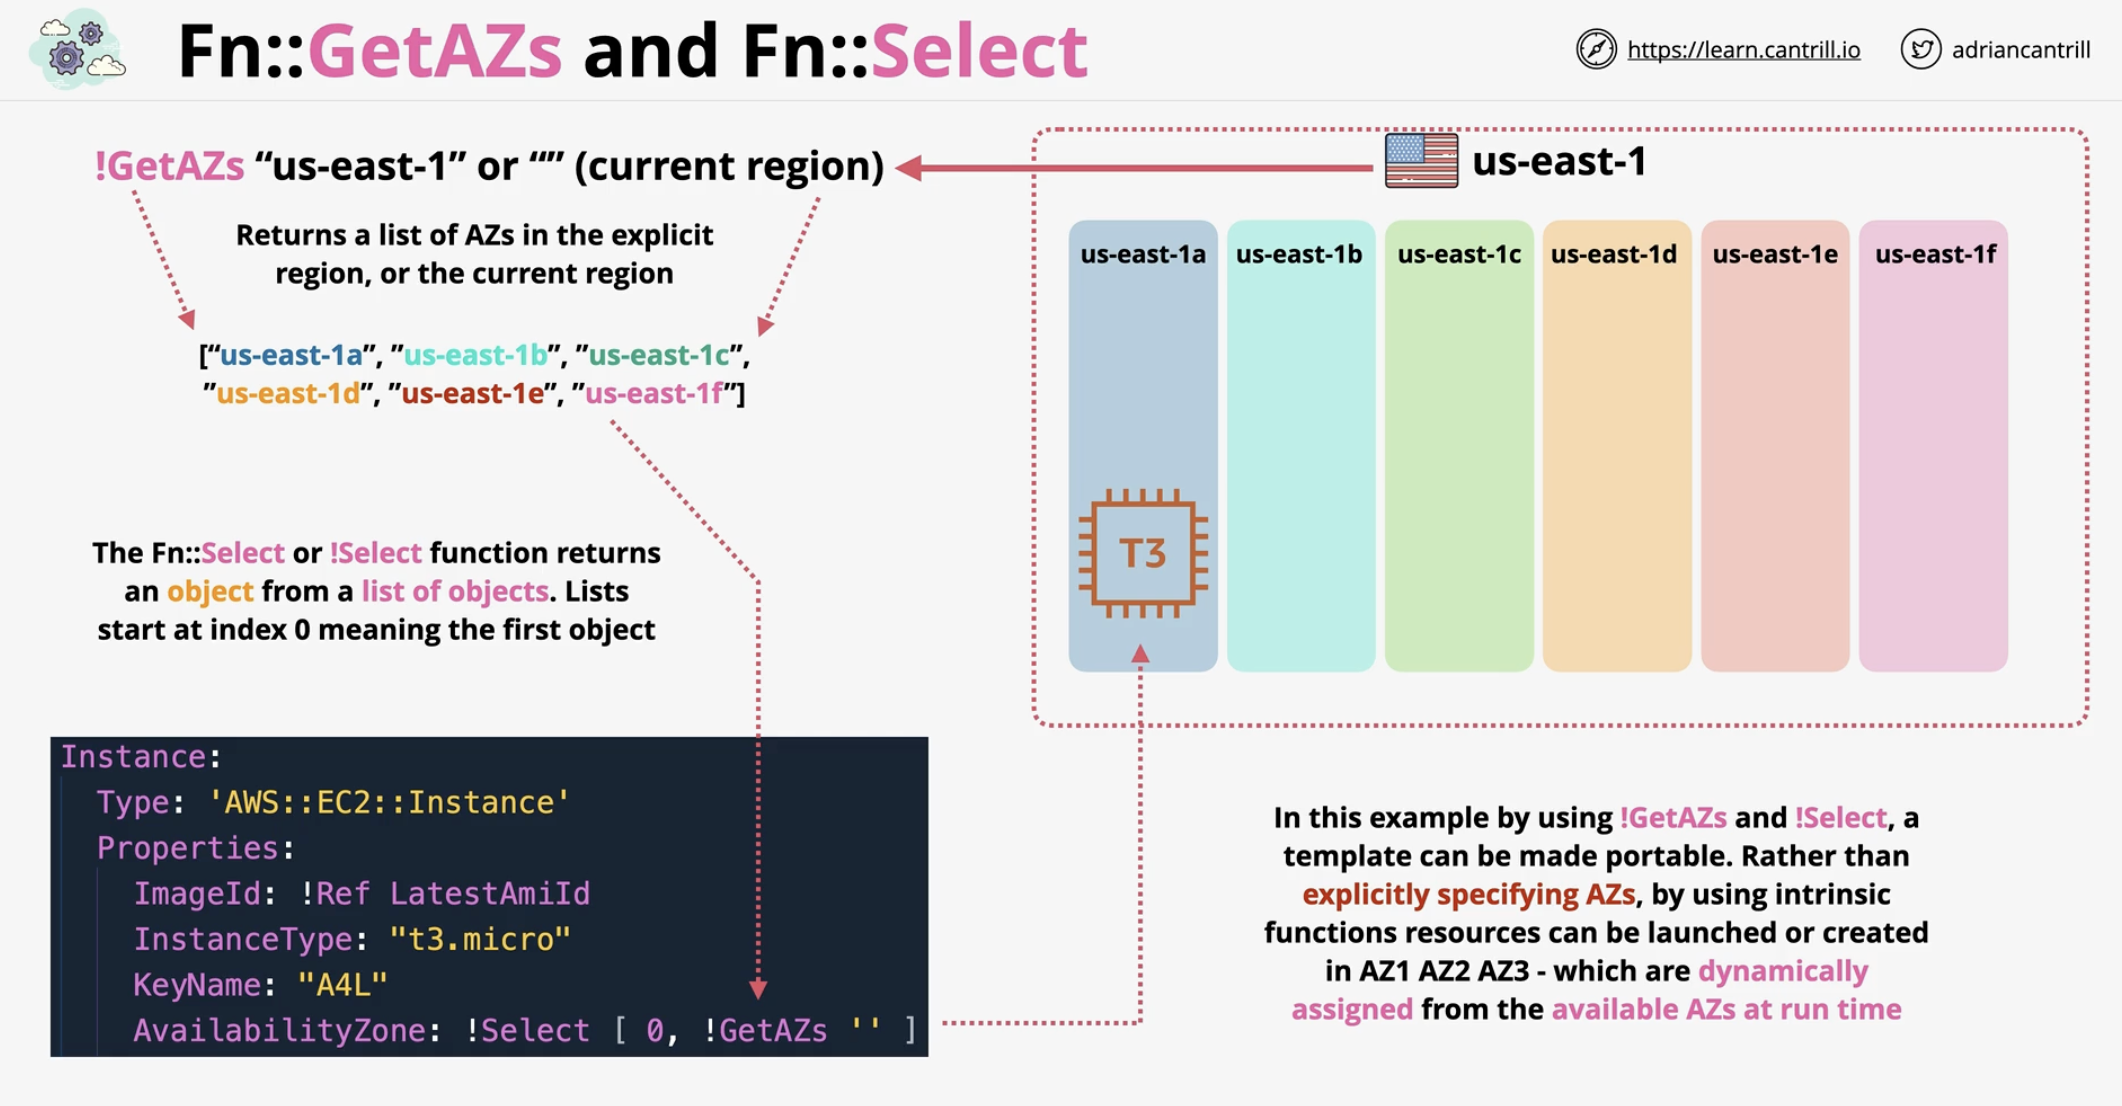 Fn::GetAZs and Fn::Select
https://learn.cantrill.io
adriancantrill
!GetAZs “us-east-1” or “” (current region)
us-east-1
Returns a list of AZs in the explicit
region, or the current region
[“us-east-1a”, ”us-east-1b”, ”us-east-1c”,
”us-east-1d”, ”us-east-1e”, ”us-east-1f”]
us-east-1a
us-east-1b
us-east-1c
us-east-1d
us-east-1e
us-east-1f
T3
The Fn::Select or !Select function returns
an object from a list of objects. Lists
start at index 0 meaning the first object
Instance:
Type: 'AWS::EC2::Instance'
Properties:
ImageId: !Ref LatestAmiId
InstanceType: "t3.micro"
KeyName: "A4L"
AvailabilityZone: !Select [ 0, !GetAZs '' ]
In this example by using !GetAZs and !Select, a
template can be made portable. Rather than
explicitly specifying AZs, by using intrinsic
functions resources can be launched or created
in AZ1 AZ2 AZ3 - which are dynamically
assigned from the available AZs at run time